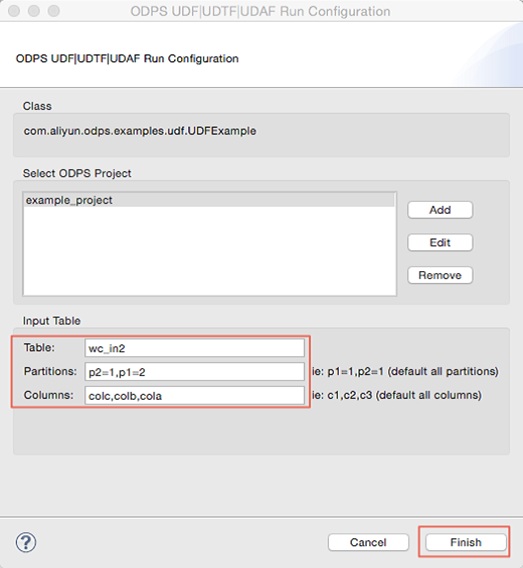 ODPS UDF|UDTF|UDAF Run Configuration
ODPS UDF|UDTF|UDAF Run Configuration
Class
com.aliyun.odps.examples.udf.UDFExample
Select ODPS Project
example_project
Add
Edit
Remove
Input Table
Table: wc_in2
Partitions: p2=1,p1=2 ie: p1=1,p2=1 (default all partitions)
Columns: colc,colb,cola ie: c1,c2,c3 (default all columns)
? Cancel Finish